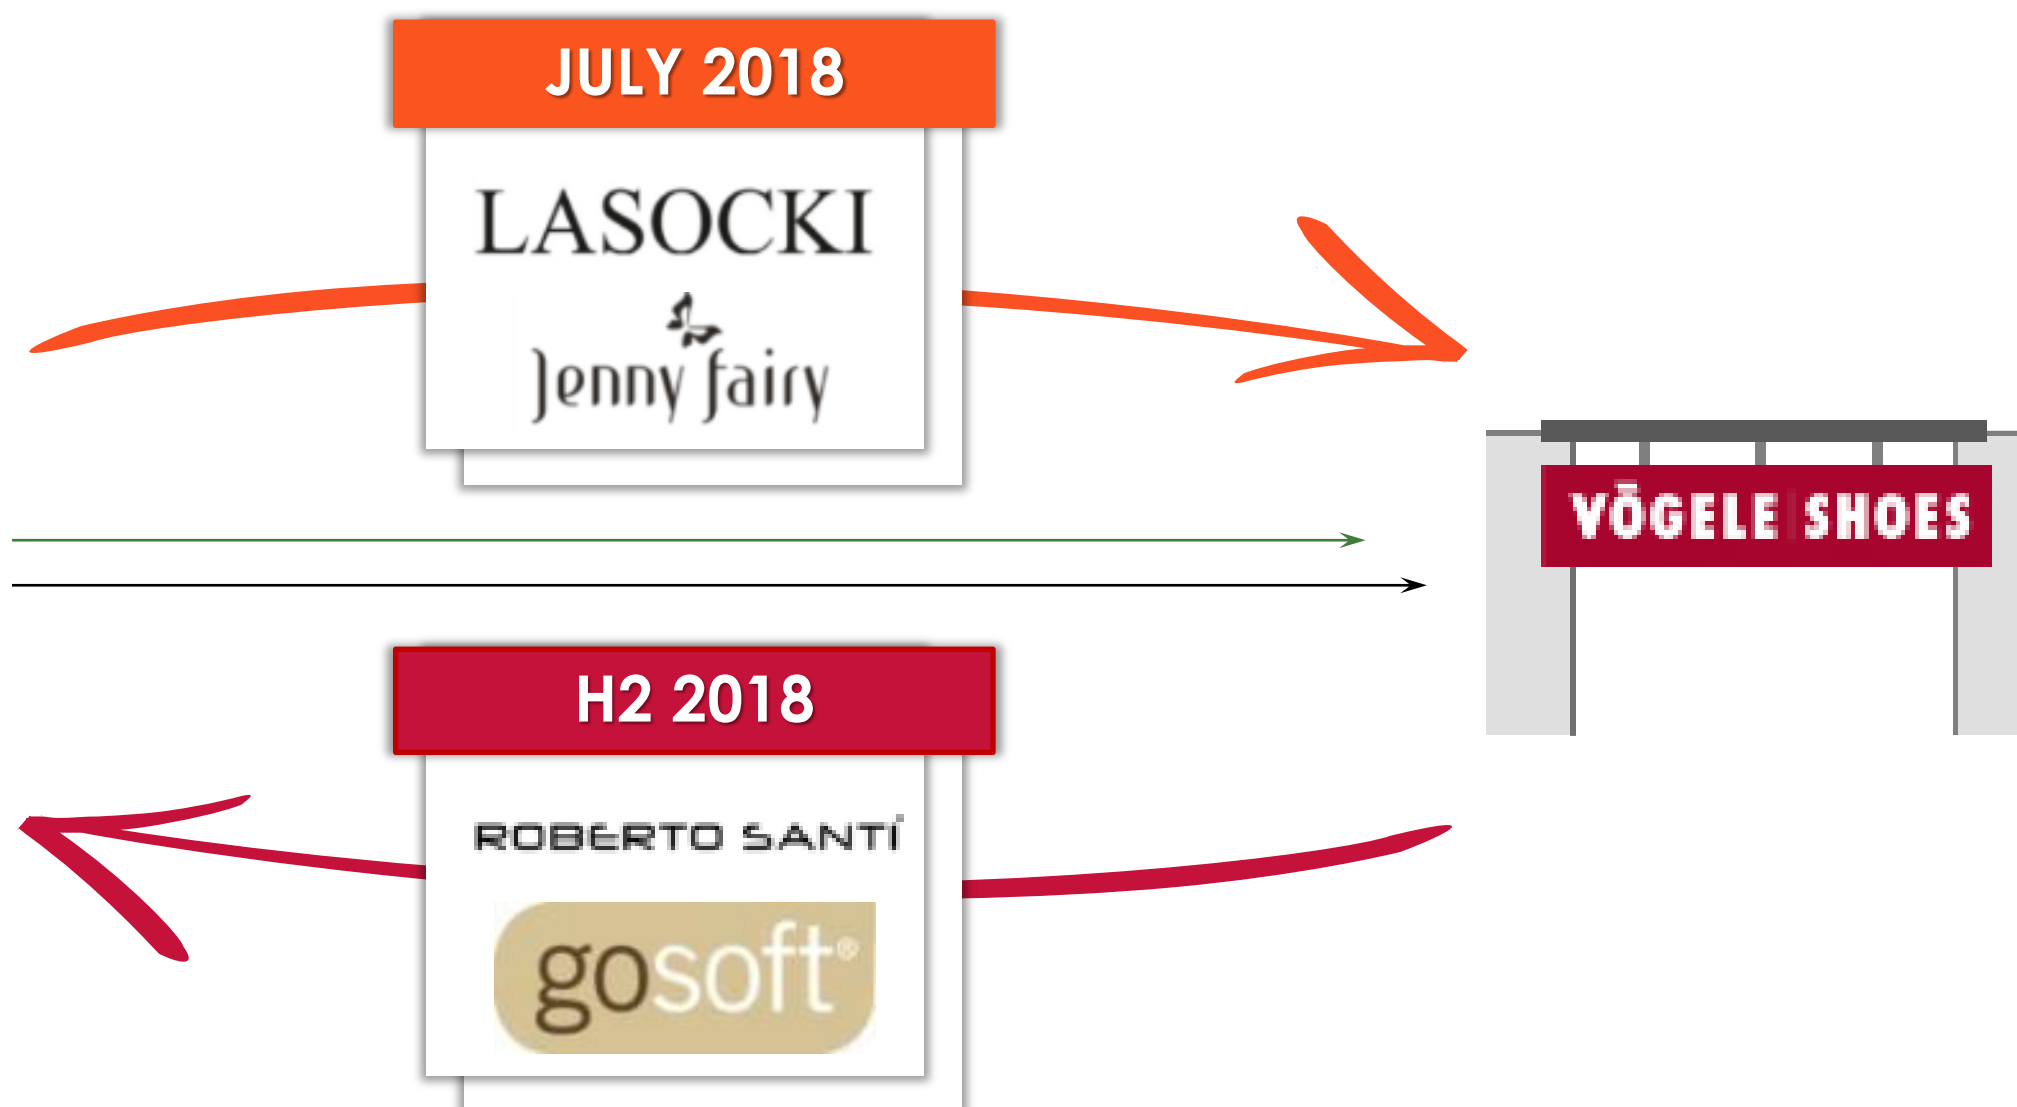 JULY 2018
LASOCKI
Jenny fairy
VÖGELE SHOES
H2 2018
ROBERTO SANTI
gosoft®